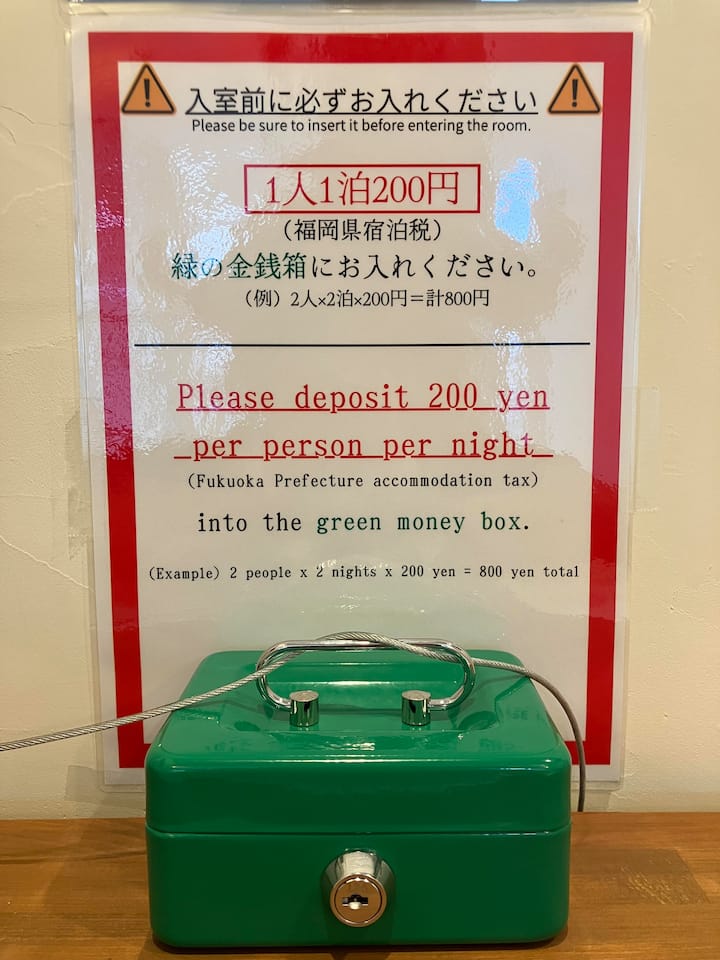 入室前に必ずお入れください
Please be sure to insert it before entering the room.
1人1泊200円
（福岡県宿泊税）
緑の金銭箱にお入れください。
（例）2人×2泊×200円＝計800円
Please deposit 200 yen
per person per night
(Fukuoka Prefecture accommodation tax)
into the green money box.
(Example) 2 people x 2 nights x 200 yen = 800 yen total